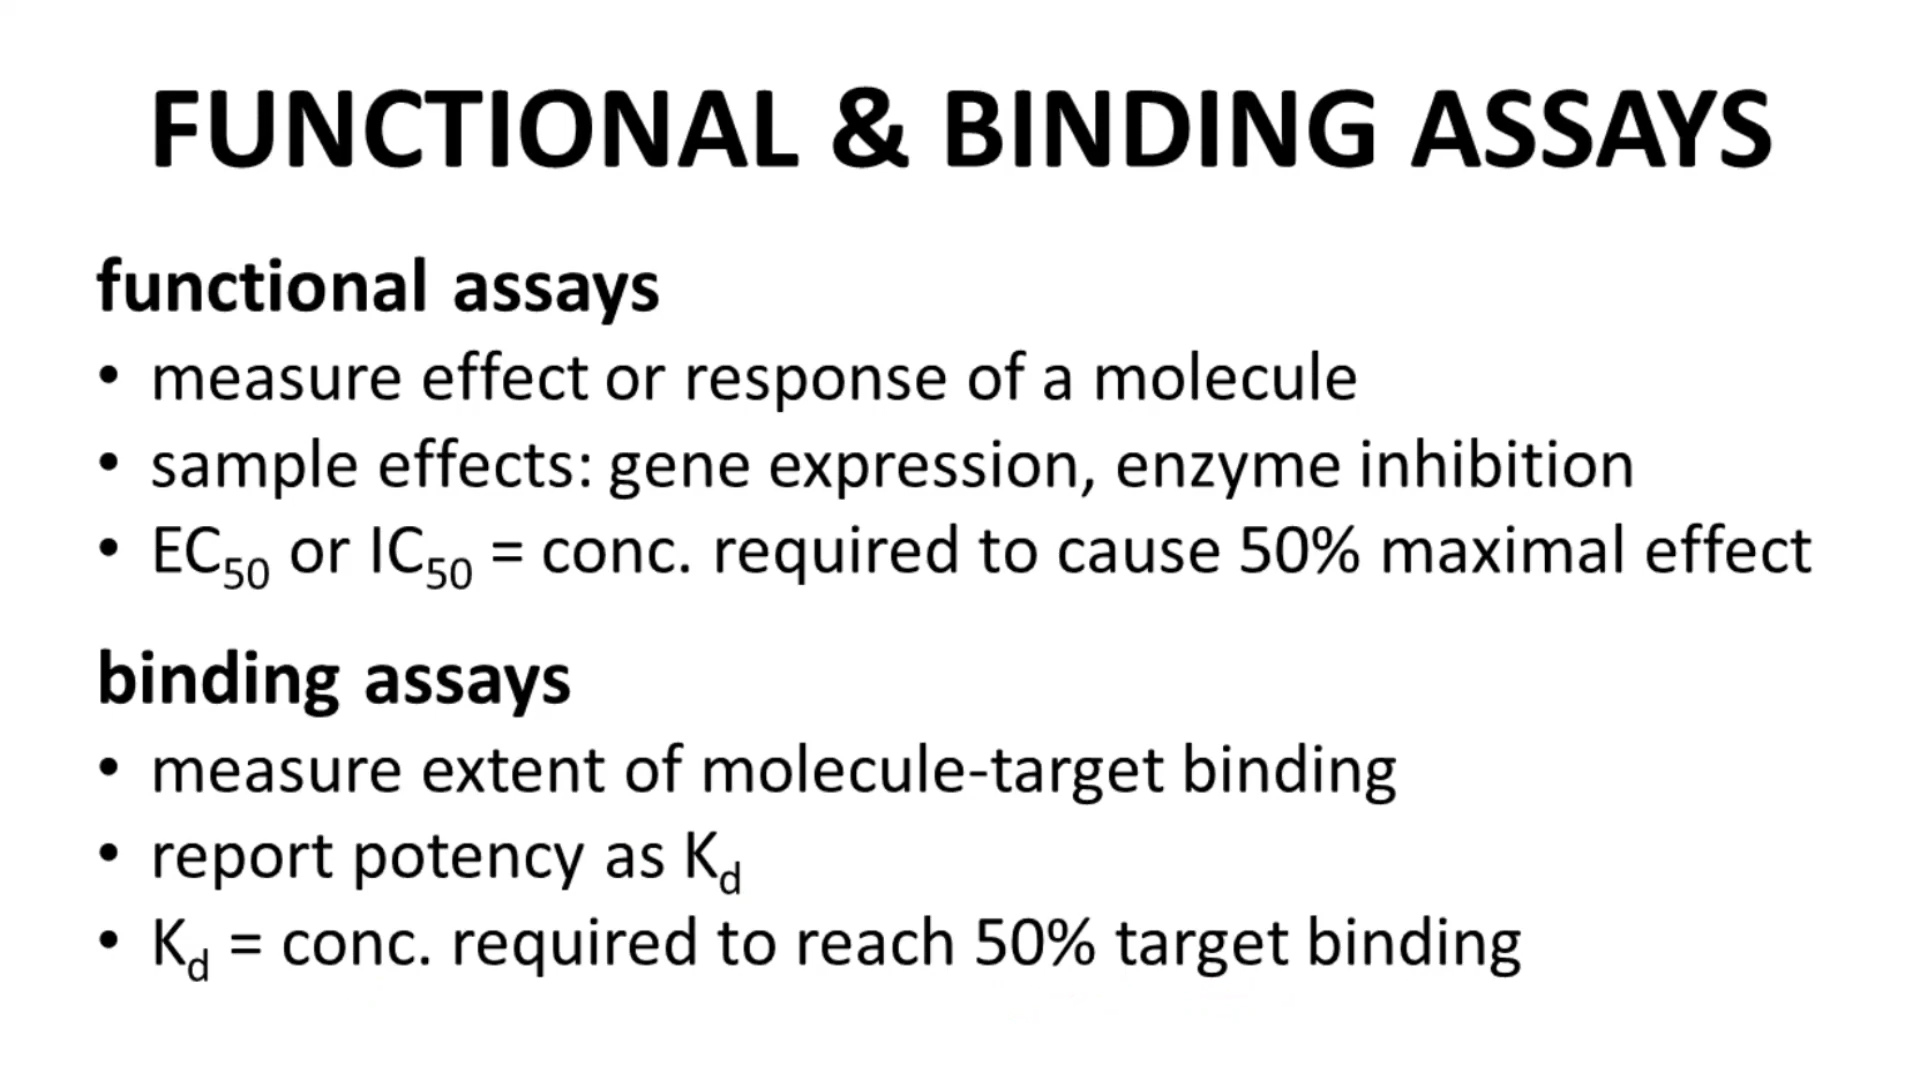 FUNCTIONAL & BINDING ASSAYS
functional assays
• measure effect or response of a molecule
• sample effects: gene expression, enzyme inhibition
• EC50 or IC50 = conc. required to cause 50% maximal effect
binding assays
• measure extent of molecule-target binding
• report potency as Kd
• Kd = conc. required to reach 50% target binding